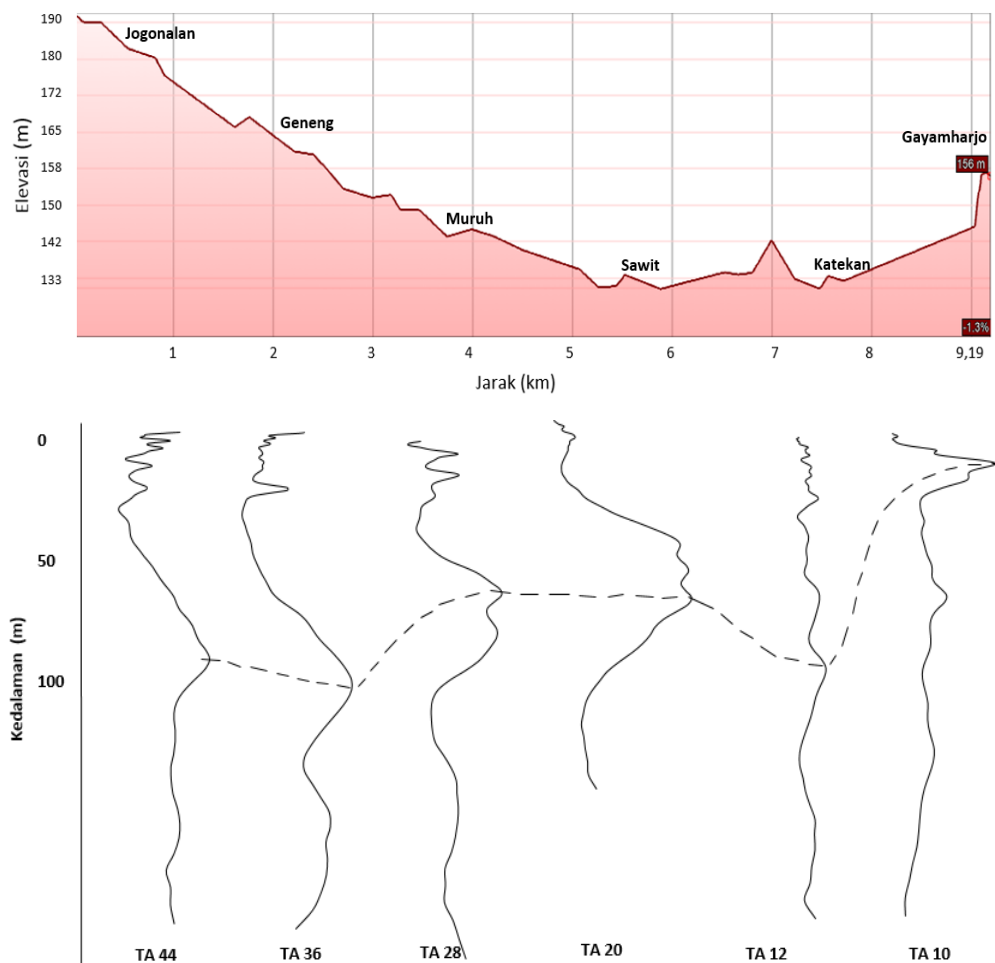 190
Jogonalan
180
172
Geneng
165
Gayamharjo
158
156 m
150
Muruh
142
Sawit
Katekan
133
-1.3%
Elevasi (m)
1 2 3 4 5 6 7 8 9,19
Jarak (km)
0
50
100
Kedalaman (m)
TA 44 TA 36 TA 28 TA 20 TA 12 TA 10